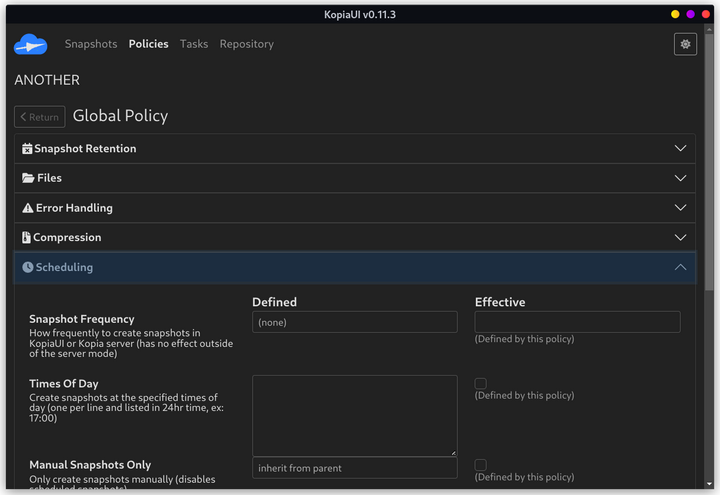 KopiaUI v0.11.3
Snapshots Policies Tasks Repository
ANOTHER
Return Global Policy
Snapshot Retention
Files
Error Handling
Compression
Scheduling
Defined Effective
Snapshot Frequency
How frequently to create snapshots in
KopiaUI or Kopia server (has no effect outside
of the server mode)
(none)
(Defined by this policy)
Times Of Day
Create snapshots at the specified times of
day (one per line and listed in 24hr time, ex:
17:00)
(Defined by this policy)
Manual Snapshots Only
Only create snapshots manually (disables
scheduled snapshots)
inherit from parent
(Defined by this policy)